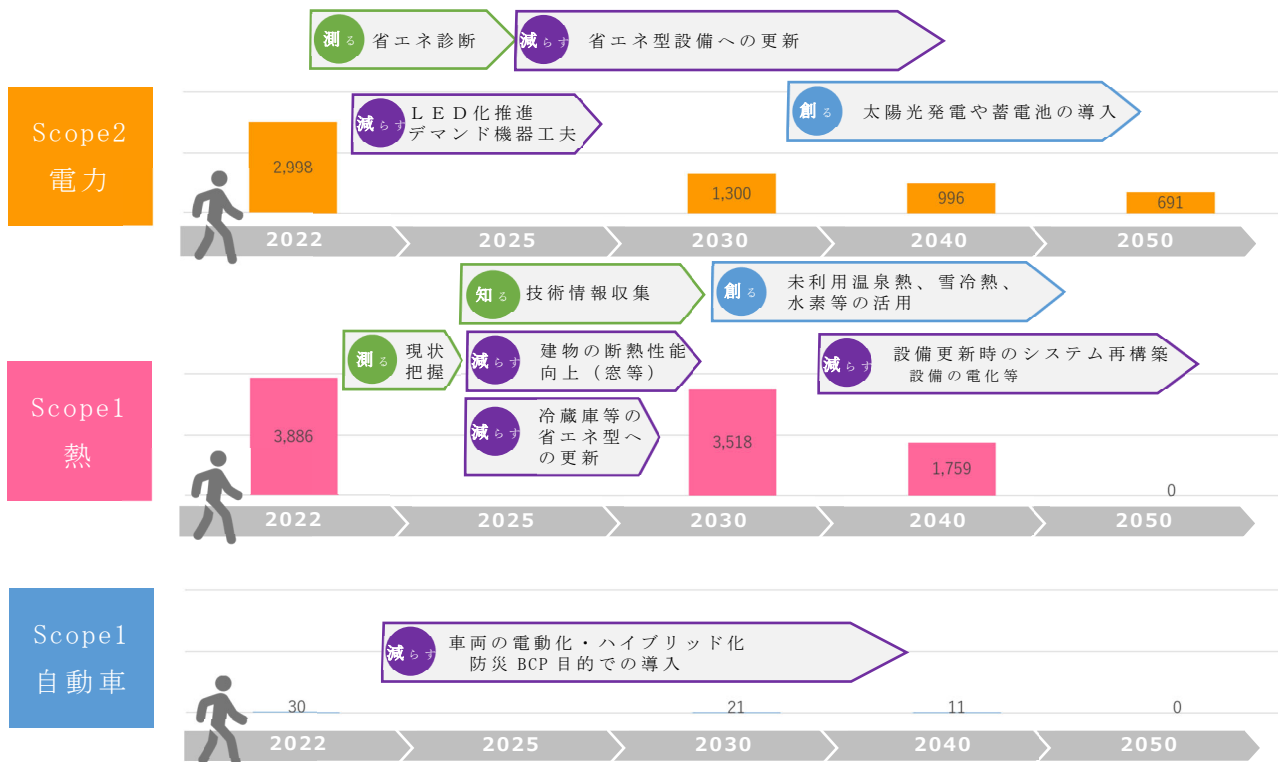 測る 省エネ診断
減らす 省エネ型設備への更新
Scope2
電力
減らす LED化推進
デマンド機器工夫
創る 太陽光発電や蓄電池の導入
2,998
1,300
996
691
2022
2025
2030
2040
2050
知る 技術情報収集
創る 未利用温泉熱、雪冷熱、
水素等の活用
Scope1
熱
測る 現状
把握
減らす 建物の断熱性能
向上（窓等）
減らす 設備更新時のシステム再構築
設備の電化等
減らす 冷蔵庫等の
省エネ型へ
の更新
3,886
3,518
1,759
0
2022
2025
2030
2040
2050
Scope1
自動車
減らす 車両の電動化・ハイブリッド化
防災BCP目的での導入
30
21
11
0
2022
2025
2030
2040
2050